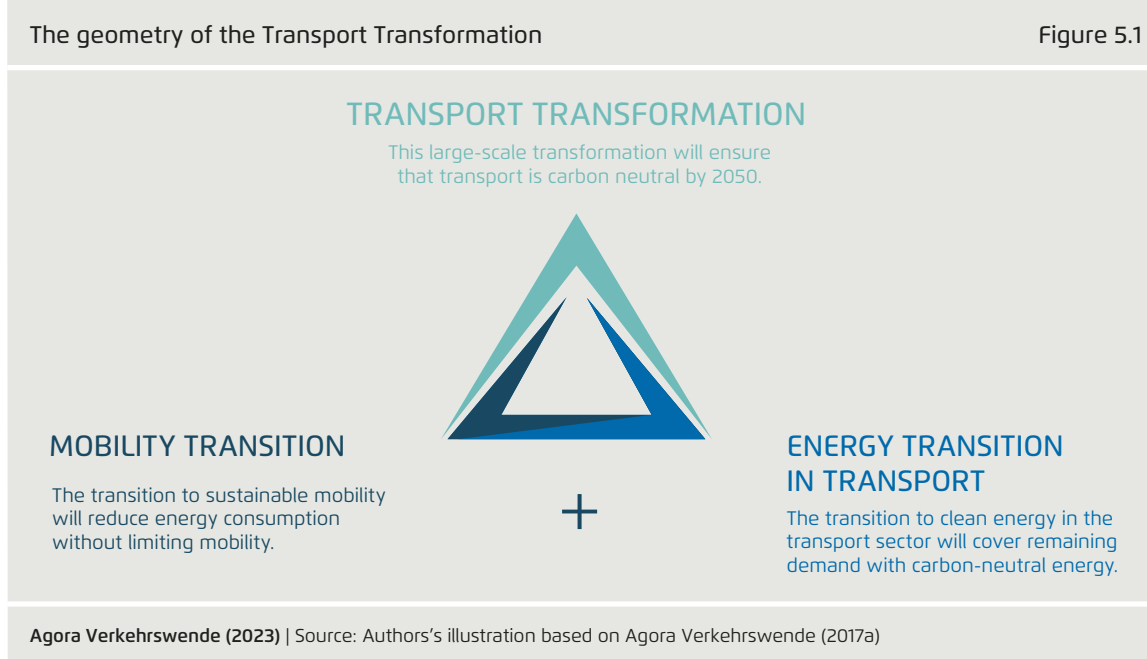 The geometry of the Transport Transformation
Figure 5.1
TRANSPORT TRANSFORMATION
This large-scale transformation will ensure
that transport is carbon neutral by 2050.
MOBILITY TRANSITION
The transition to sustainable mobility
will reduce energy consumption
without limiting mobility.
+
ENERGY TRANSITION
IN TRANSPORT
The transition to clean energy in the
transport sector will cover remaining
demand with carbon-neutral energy.
Agora Verkehrswende (2023) | Source: Authors's illustration based on Agora Verkehrswende (2017a)